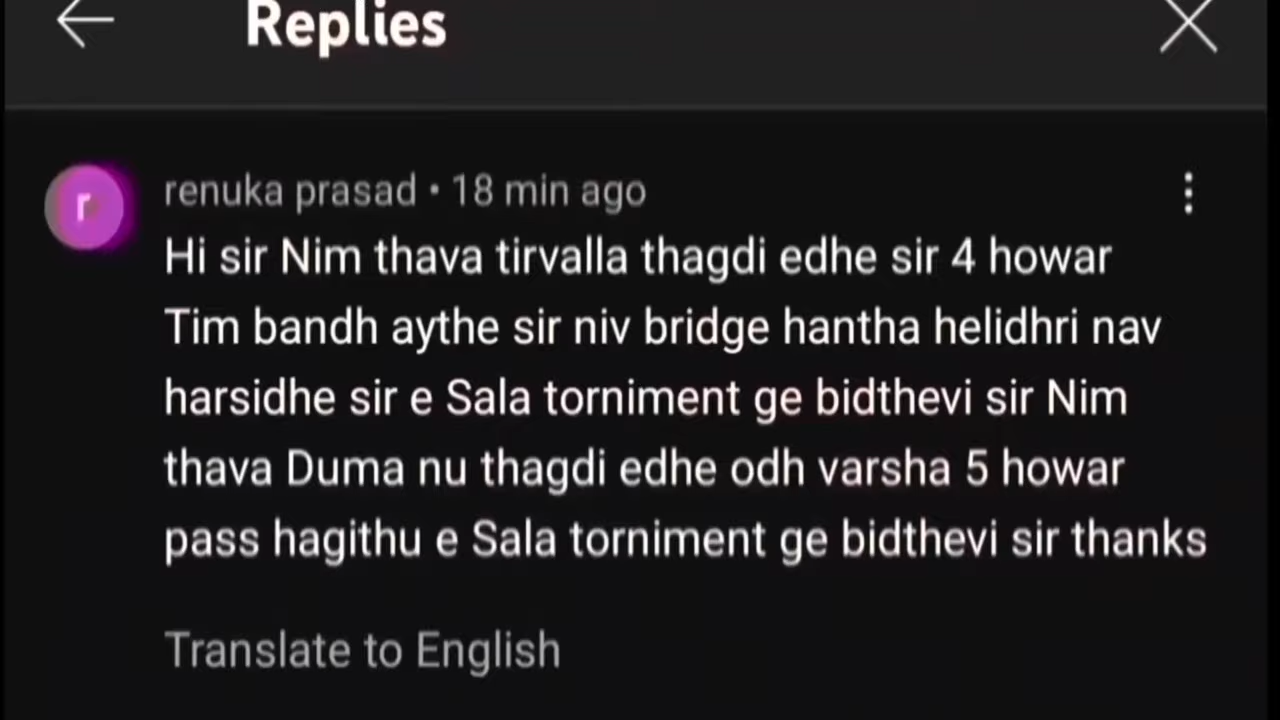 Replies
r
renuka prasad • 18 min ago
Hi sir Nim thava tirvalla thagdi edhe sir 4 howar
Tim bandh aythe sir niv bridge hantha helidhri nav
harsidhe sir e Sala torniment ge bidthevi sir Nim
thava Duma nu thagdi edhe odh varsha 5 howar
pass hagithu e Sala torniment ge bidthevi sir thanks
Translate to English